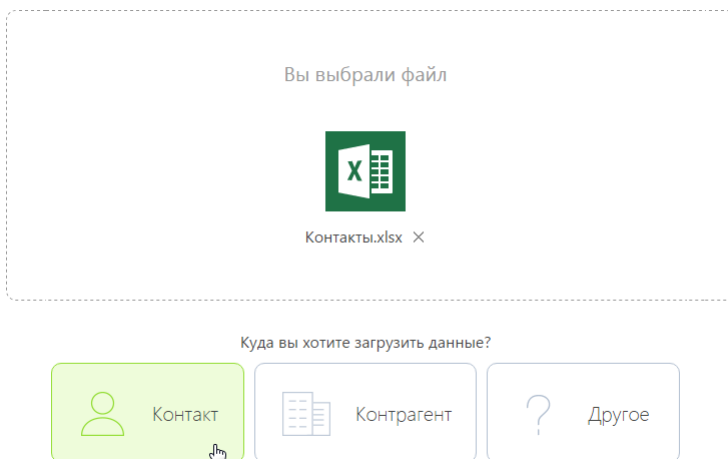 Вы выбрали файл
X
Контакты.xlsx
Куда вы хотите загрузить данные?
Контакт
Контрагент
?
Другое